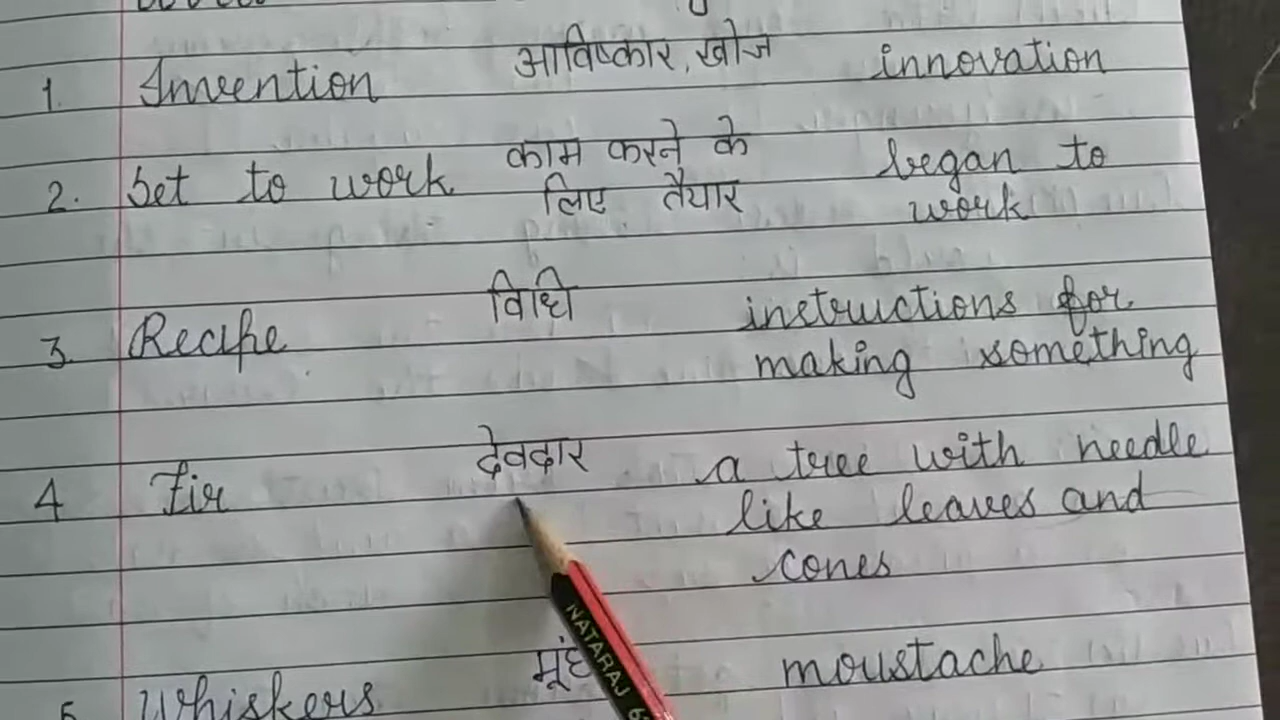 1. Invention आविष्कार, खोज innovation
2. Set to work काम करने के began to
लिए तैयार work
3. Recipe विधि instructions for
making something
4 Fir देवदार a tree with needle
like leaves and
cones
5 Whiskers moustache
NATARAJ